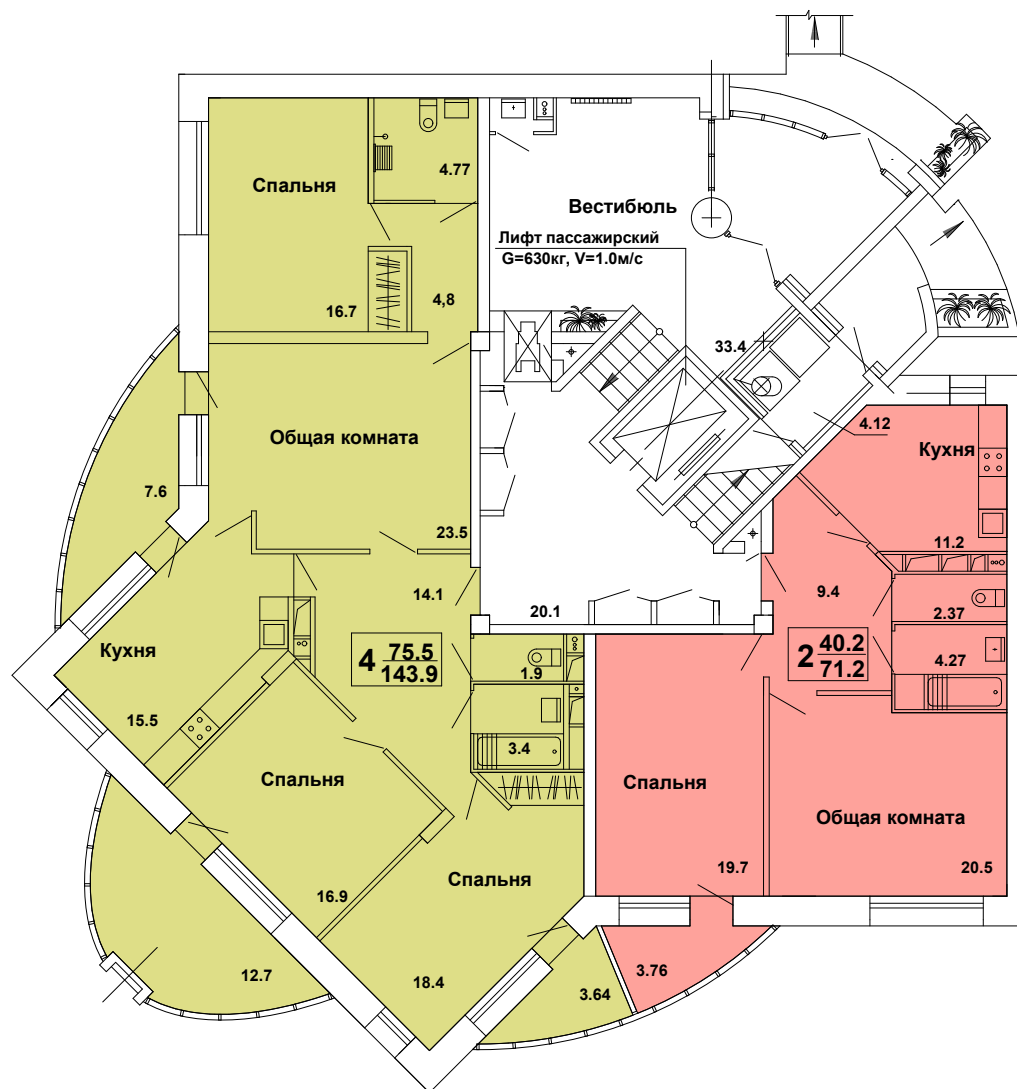 4.77
Спальня
Вестибюль
Лифт пассажирский
G=630кг, V=1.0м/с
16.7
4,8
33.4
4.12
Общая комната
Кухня
7.6
23.5
11.2
14.1
20.1
9.4
2.37
Кухня
4 75.5
143.9
1.9
2 40.2
71.2
4.27
15.5
3.4
Спальня
Спальня
Общая комната
19.7
20.5
Спальня
16.9
12.7
18.4
3.64
3.76